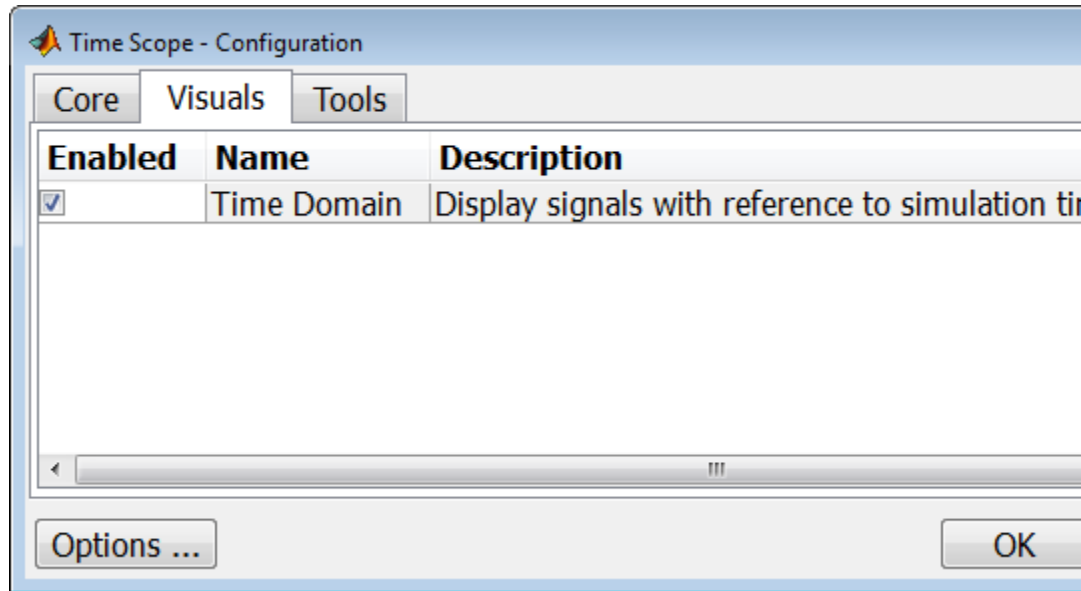 Time Scope - Configuration
Core Visuals Tools
Enabled Name Description
Time Domain Display signals with reference to simulation
Options ... OK